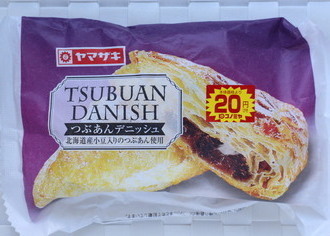 ヤマザキ
TSUBUAN
DANISH
つぶあんデニッシュ
北海道産小豆入りのつぶあん使用
20円